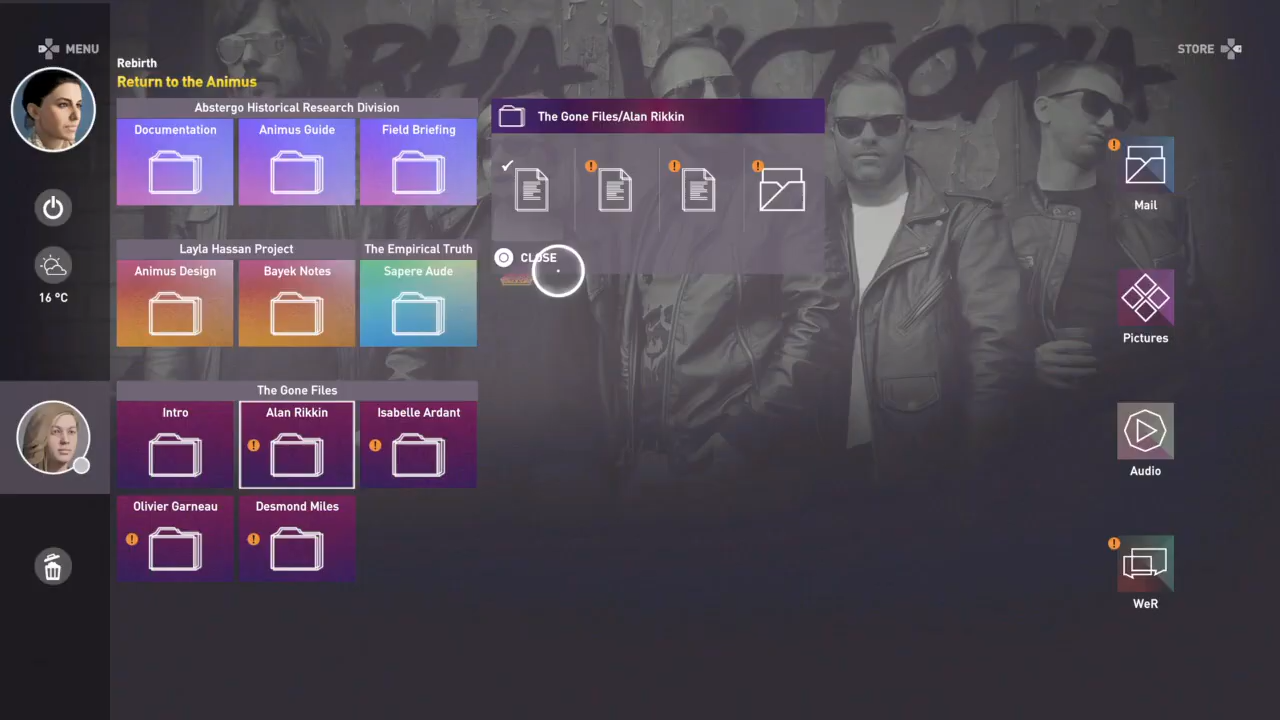 MENU
STORE
Rebirth
Return to the Animus
Abstergo Historical Research Division
Documentation
Animus Guide
Field Briefing
Layla Hassan Project
The Empirical Truth
Animus Design
Bayek Notes
Sapere Aude
The Gone Files
Intro
Alan Rikkin
Isabelle Ardant
Olivier Garneau
Desmond Miles
The Gone Files/Alan Rikkin
CLOSE
16 °C
Mail
Pictures
Audio
WeR